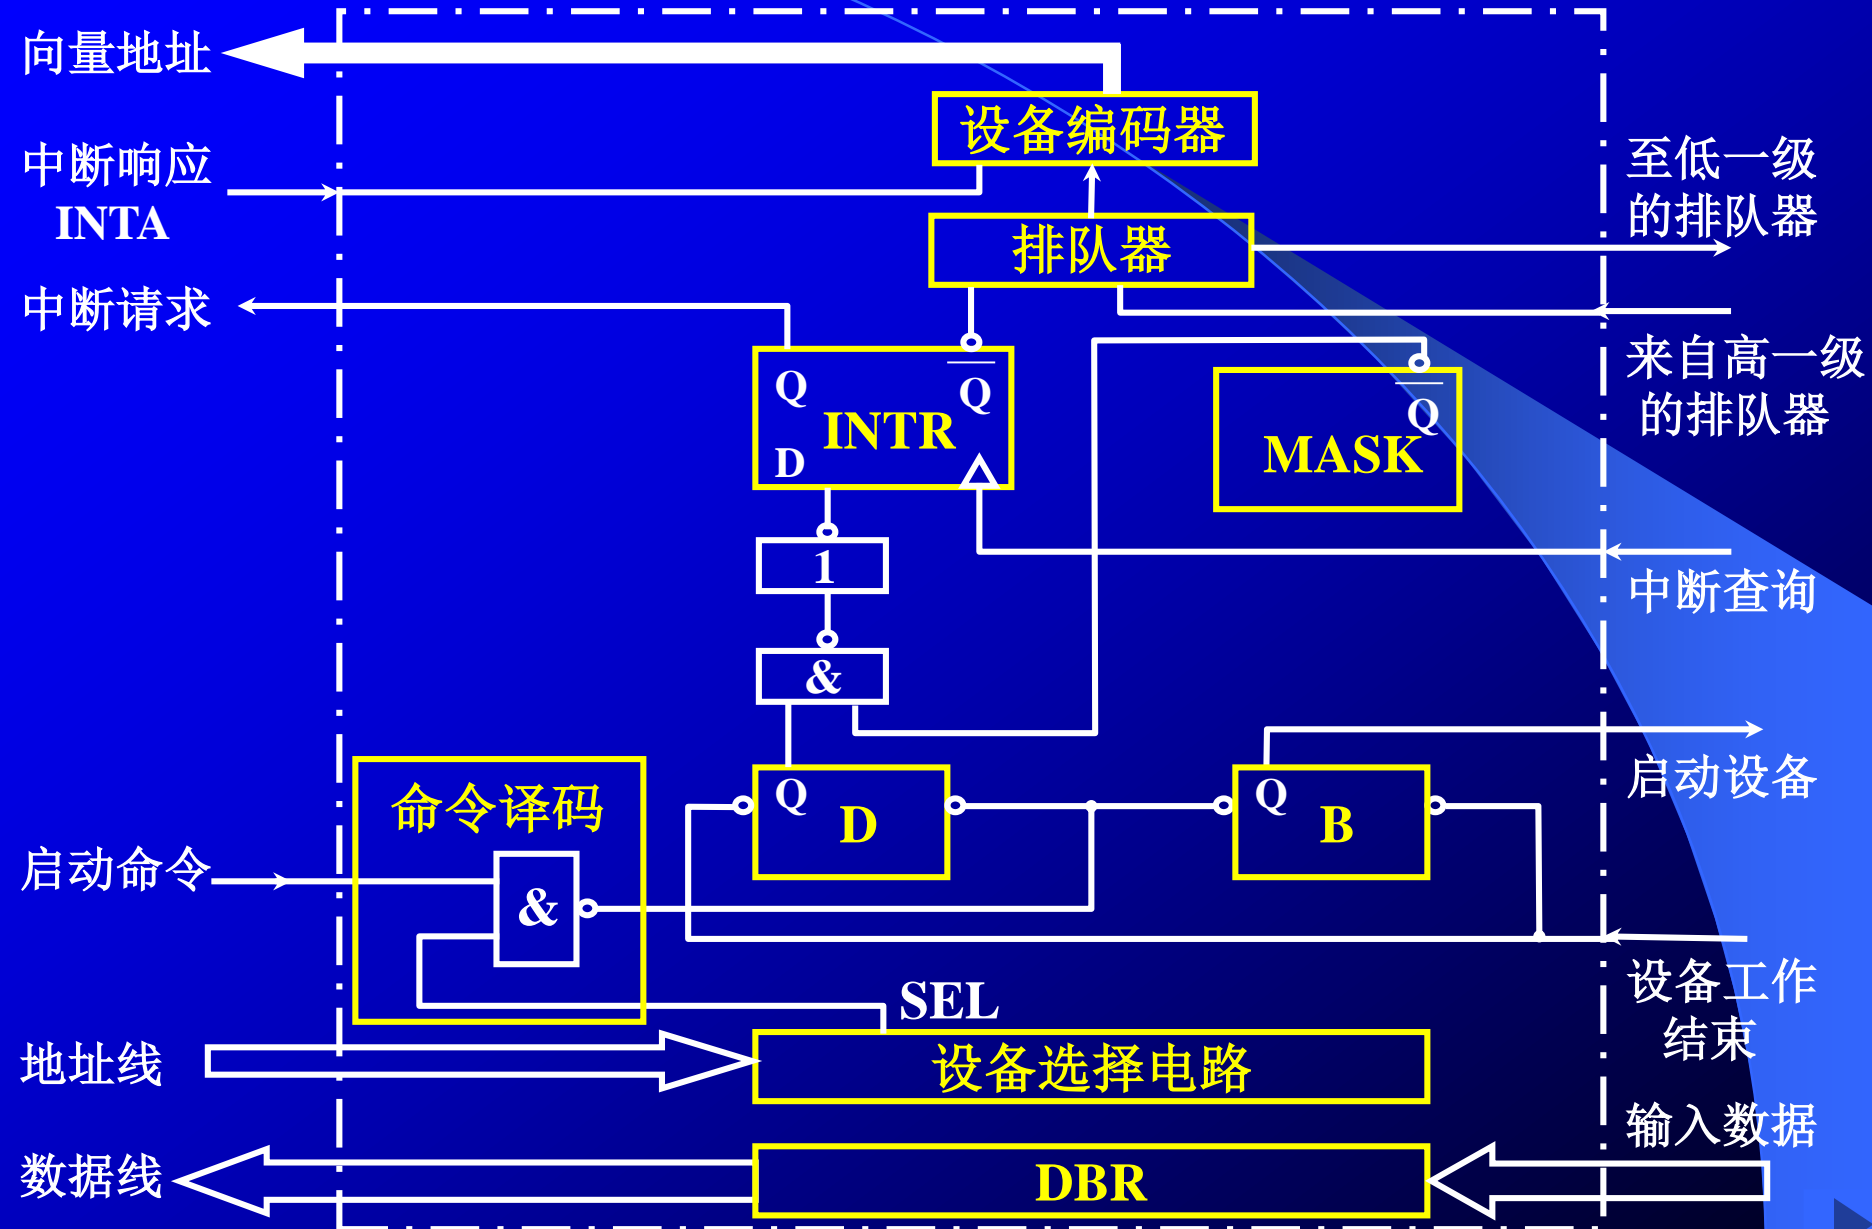 向量地址
设备编码器
中断响应
INTA
至低一级
的排队器
排队器
中断请求
来自高一级
的排队器
Q
Q
INTR
D
Q
MASK
1
中断查询
&
启动设备
命令译码
Q
D
Q
B
启动命令
&
设备工作
结束
SEL
地址线
设备选择电路
输入数据
数据线
DBR